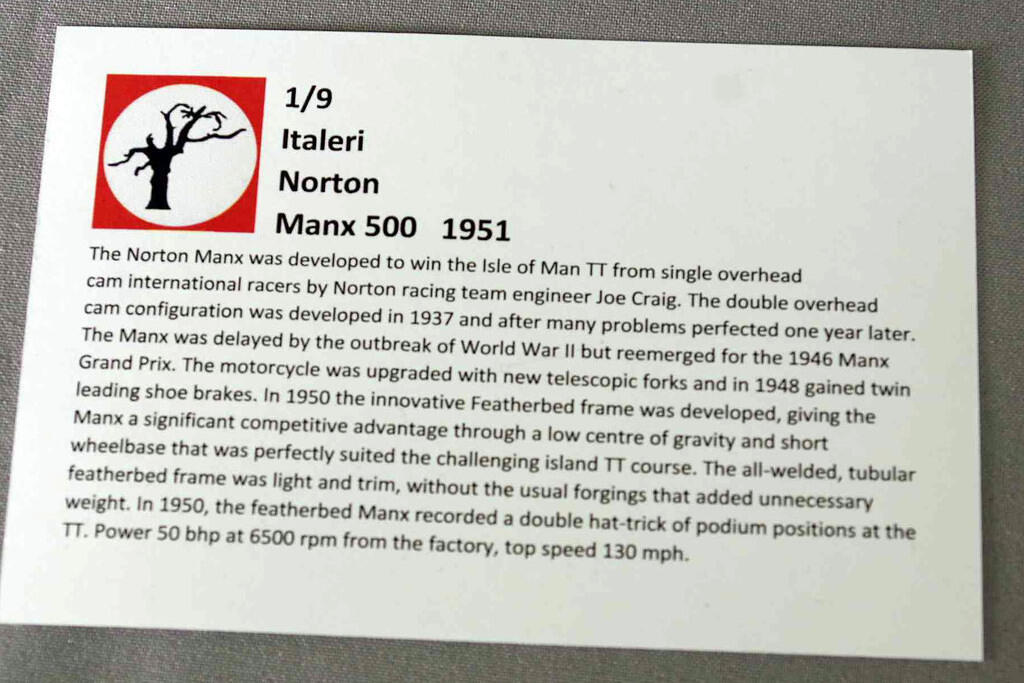 1/9
Italeri
Norton
Manx 500 1951
The Norton Manx was developed to win the Isle of Man TT from single overhead
cam international racers by Norton racing team engineer Joe Craig. The double overhead
cam configuration was developed in 1937 and after many problems perfected one year later.
The Manx was delayed by the outbreak of World War II but reemerged for the 1946 Manx
Grand Prix. The motorcycle was upgraded with new telescopic forks and in 1948 gained twin
leading shoe brakes. In 1950 the innovative Featherbed frame was developed, giving the
Manx a significant competitive advantage through a low centre of gravity and short
wheelbase that was perfectly suited the challenging island TT course. The all-welded, tubular
featherbed frame was light and trim, without the usual forgings that added unnecessary
weight. In 1950, the featherbed Manx recorded a double hat-trick of podium positions at the
TT. Power 50 bhp at 6500 rpm from the factory, top speed 130 mph.